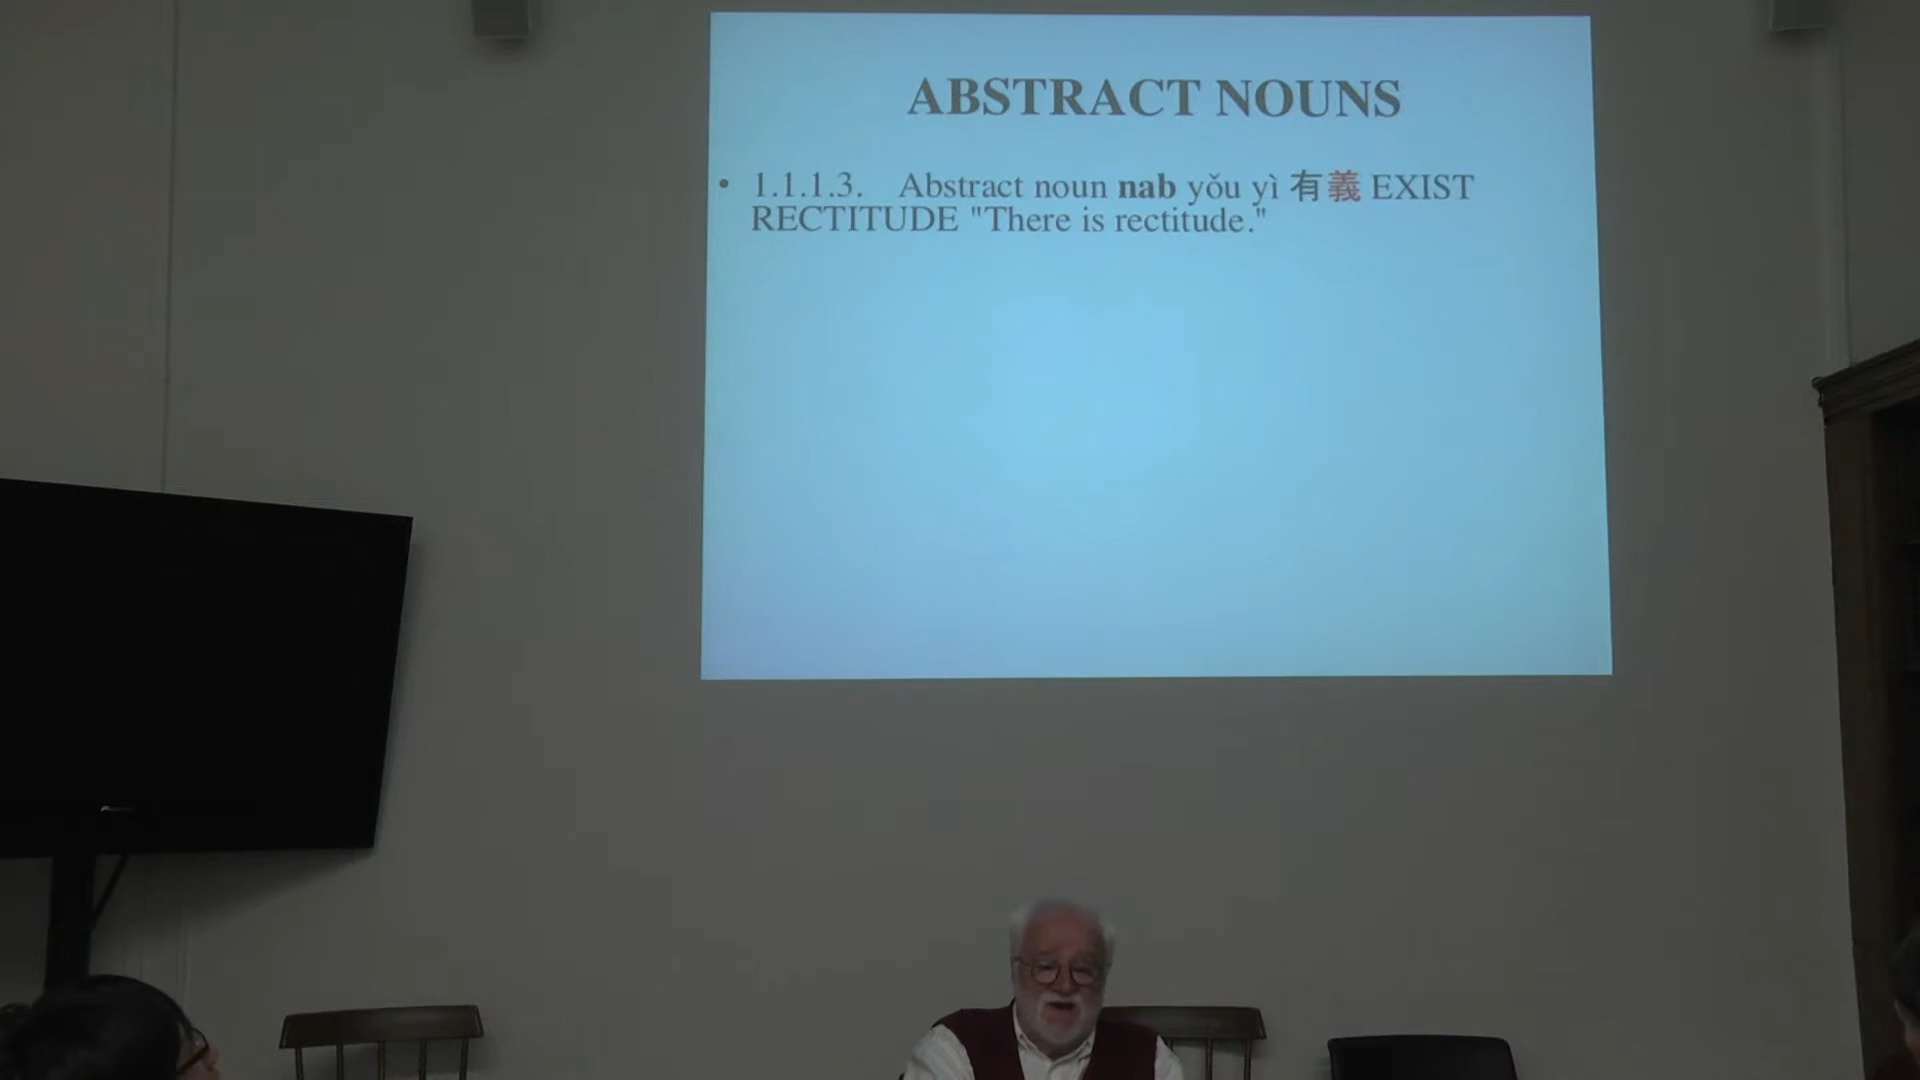 ABSTRACT NOUNS
• 1.1.1.3. Abstract noun nab yǒu yì 有義 EXIST
RECTITUDE "There is rectitude."